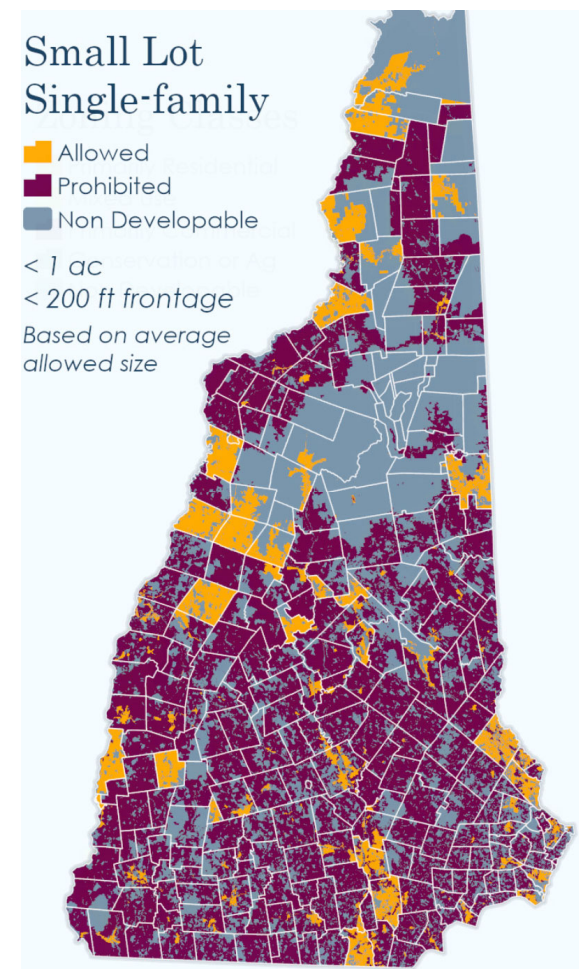 Small Lot
Single-family
Allowed
Prohibited
Non Developable
< 1 ac
< 200 ft frontage
Based on average
allowed size